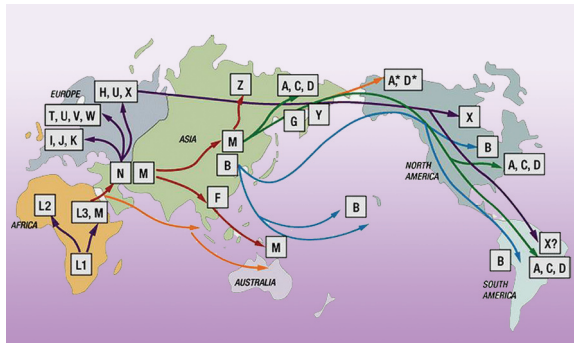 Z
A, C, D
A,* D*
EUROPE
H, U, X
T, U, V, W
G
Y
X
I, J, K
ASIA
M
B
B
N
M
NORTH
AMERICA
A, C, D
L2
AFRICA
L3, M
F
B
L1
M
X?
B
A, C, D
AUSTRALIA
SOUTH
AMERICA